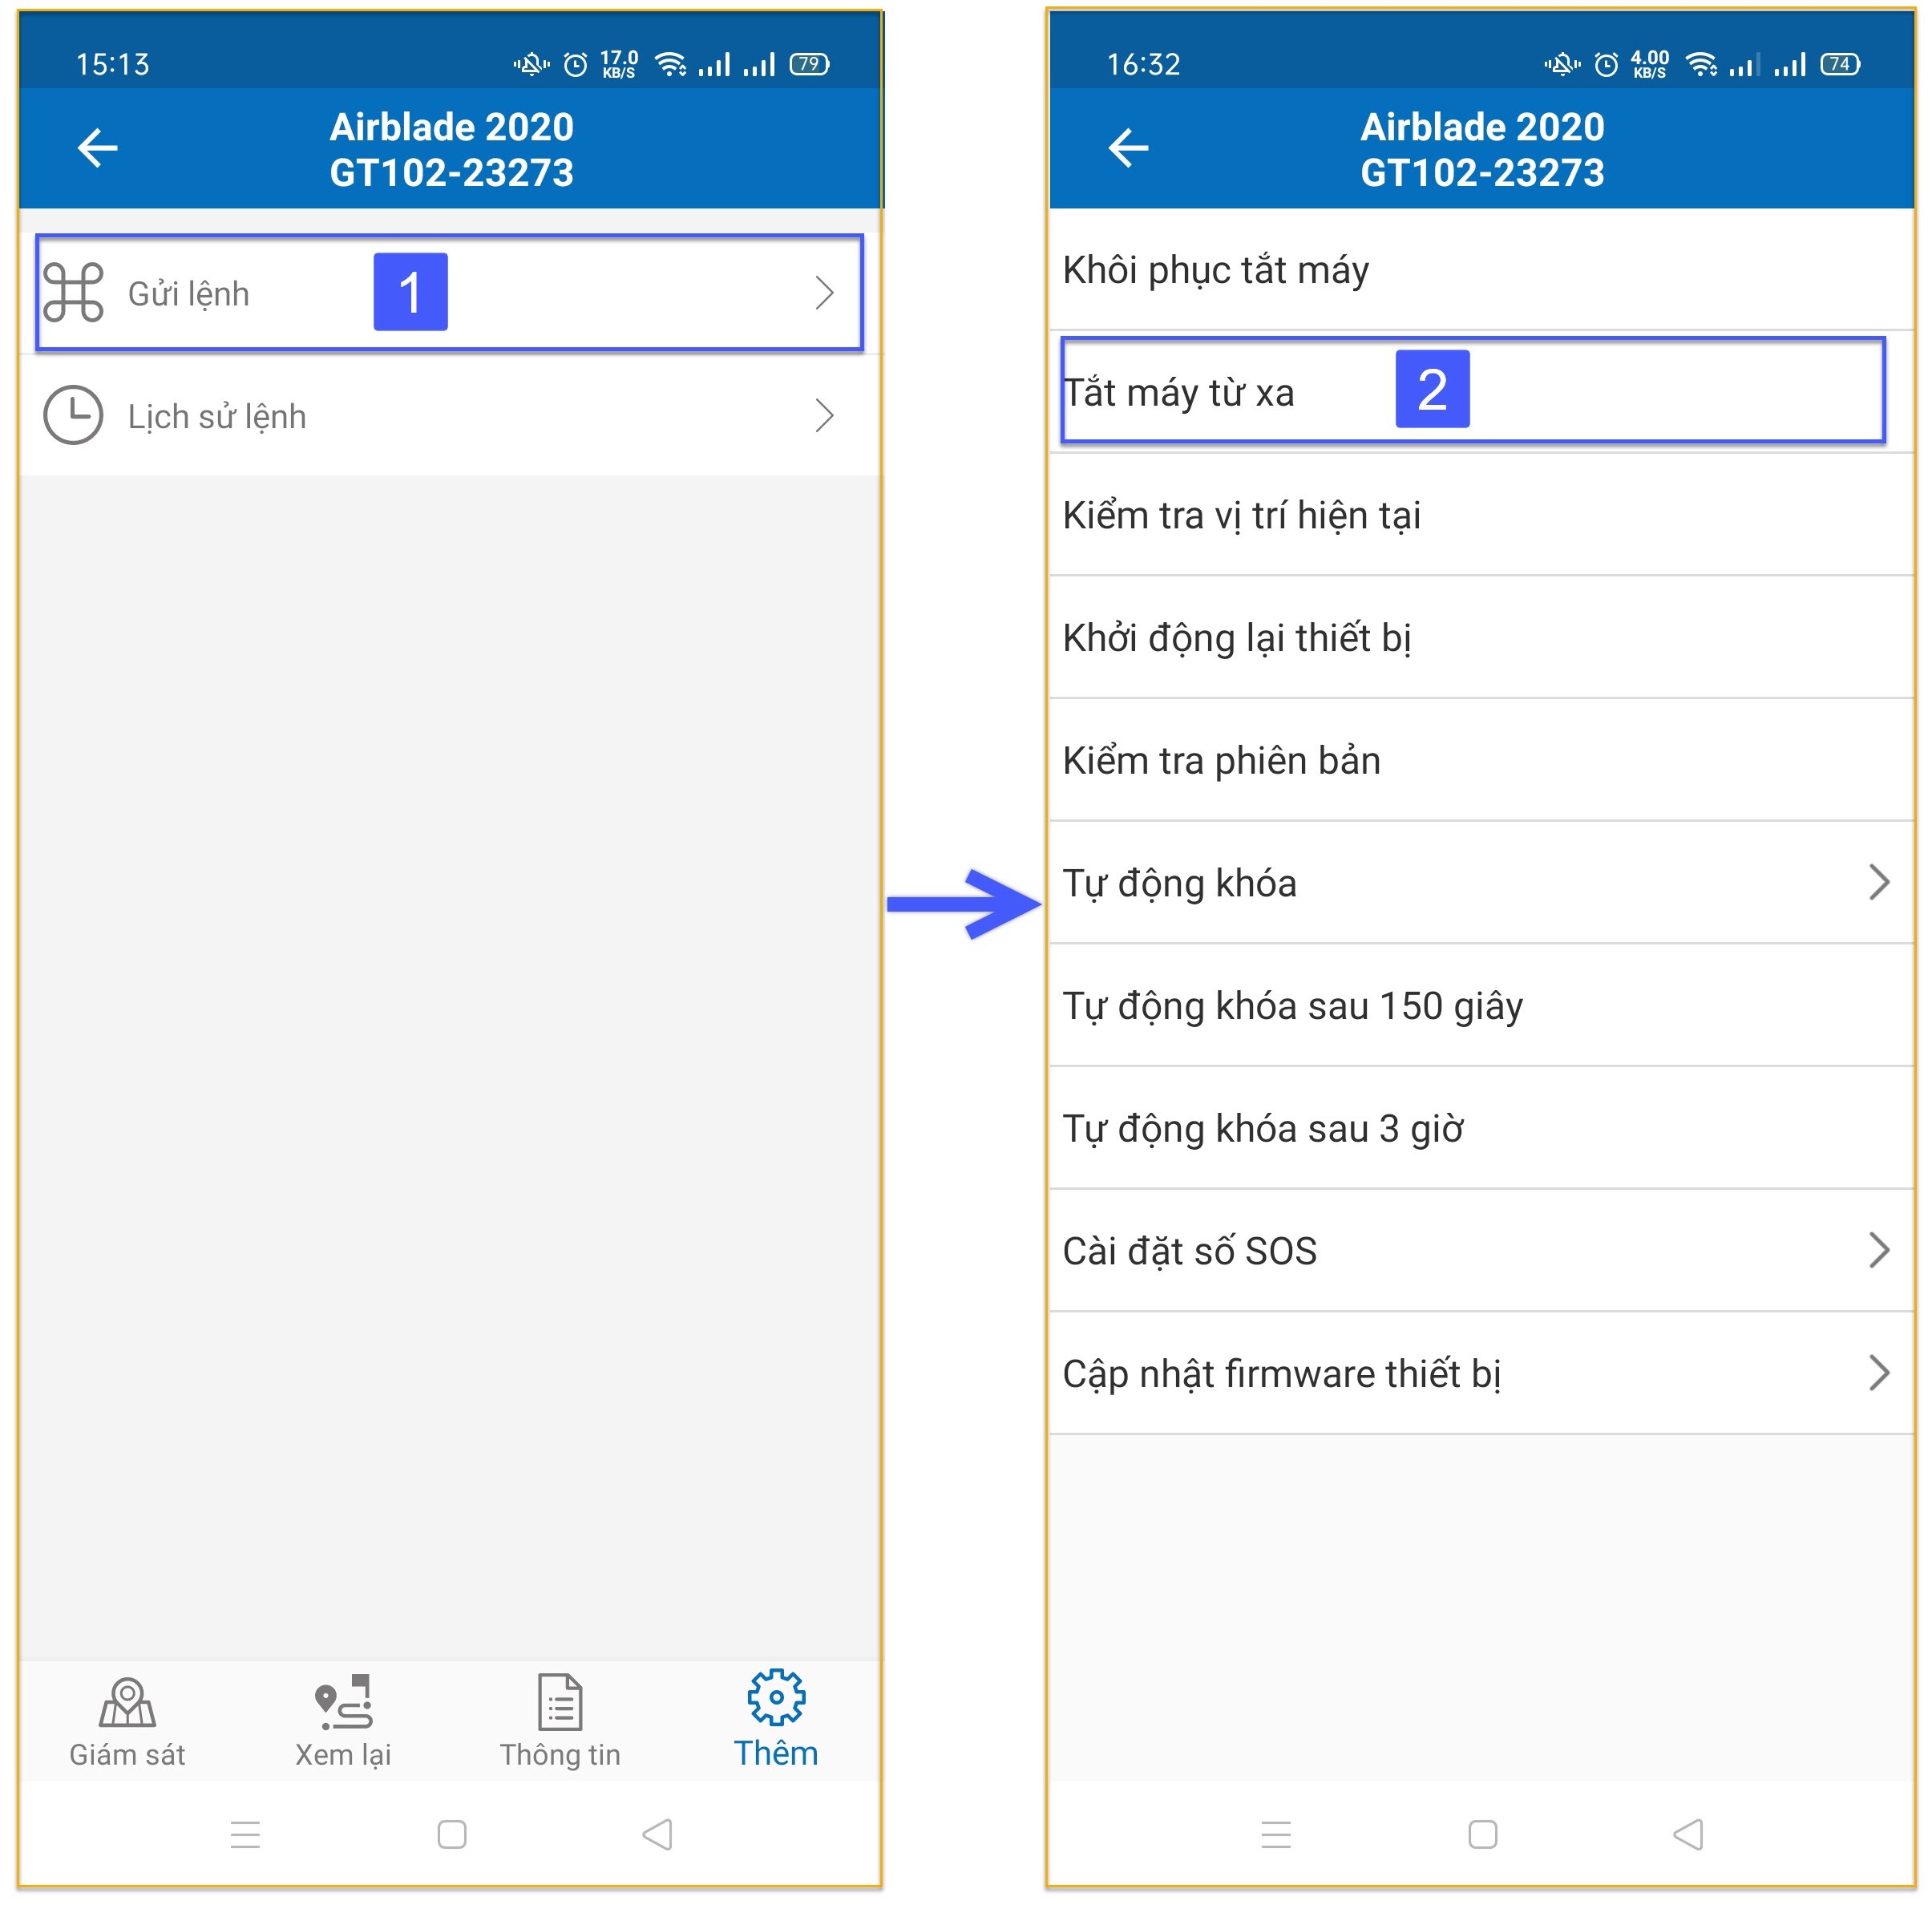 15:13
17.0
KB/S
79
Airblade 2020
GT102-23273
Gửi lệnh
1
Lịch sử lệnh
Giám sát
Xem lại
Thông tin
Thêm
16:32
4.00
KB/S
74
Airblade 2020
GT102-23273
Khôi phục tắt máy
Tắt máy từ xa
2
Kiểm tra vị trí hiện tại
Khởi động lại thiết bị
Kiểm tra phiên bản
Tự động khóa
Tự động khóa sau 150 giây
Tự động khóa sau 3 giờ
Cài đặt số SOS
Cập nhật firmware thiết bị